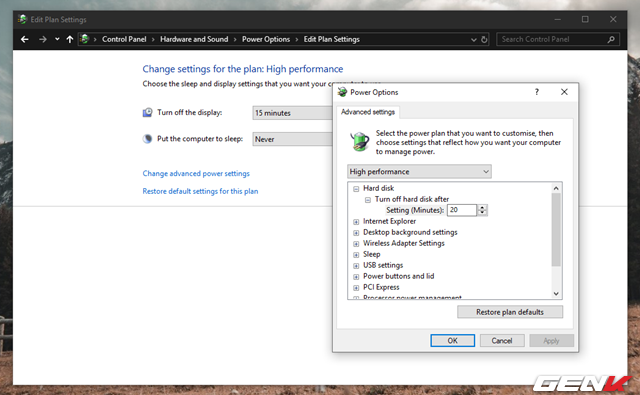 Edit Plan Settings
Control Panel > Hardware and Sound > Power Options > Edit Plan Settings
Search Control Panel
Change settings for the plan: High performance
Choose the sleep and display settings that you want your computer to use.
Turn off the display: 15 minutes
Put the computer to sleep: Never
Change advanced power settings
Restore default settings for this plan
Power Options
Advanced settings
Select the power plan that you want to customise, then
choose settings that reflect how you want your computer
to manage power.
High performance
Hard disk
Turn off hard disk after
Setting (Minutes): 20
Internet Explorer
Desktop background settings
Wireless Adapter Settings
Sleep
USB settings
Power buttons and lid
PCI Express
Processor power management
Restore plan defaults
OK Cancel Apply
GENK